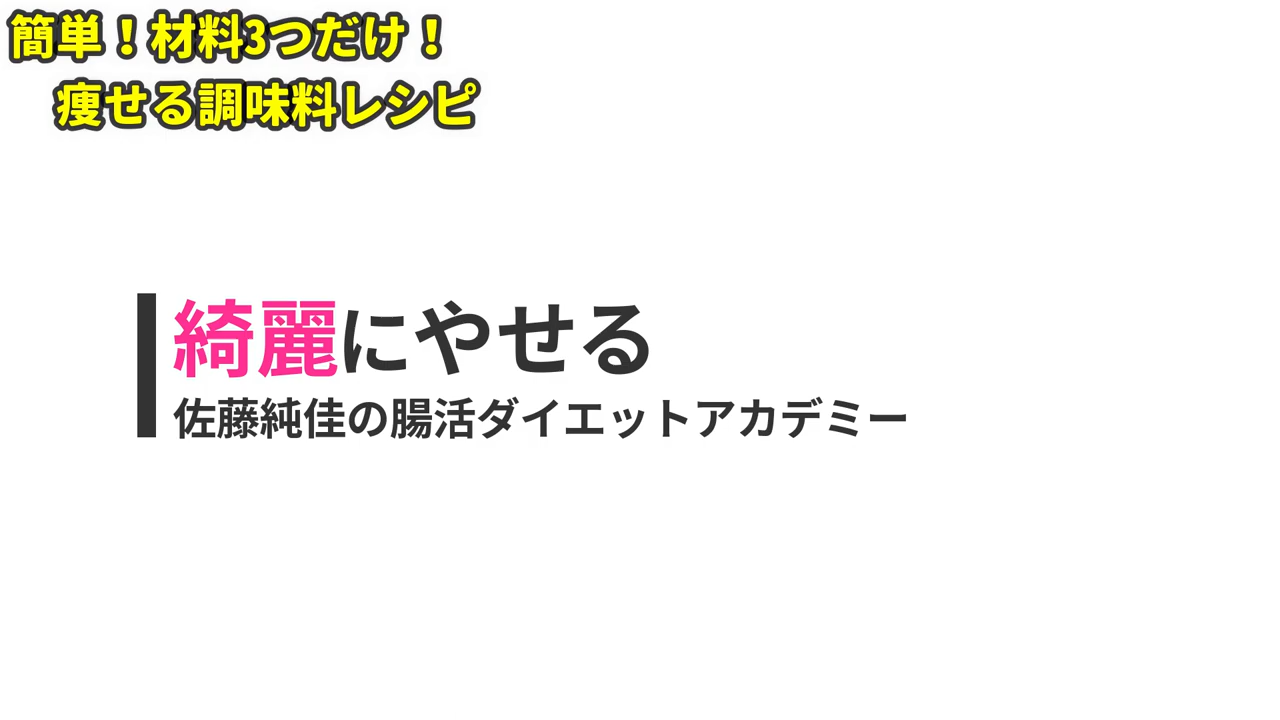 簡単！材料3つだけ！
痩せる調味料レシピ
綺麗にやせる
佐藤純佳の腸活ダイエットアカデミー